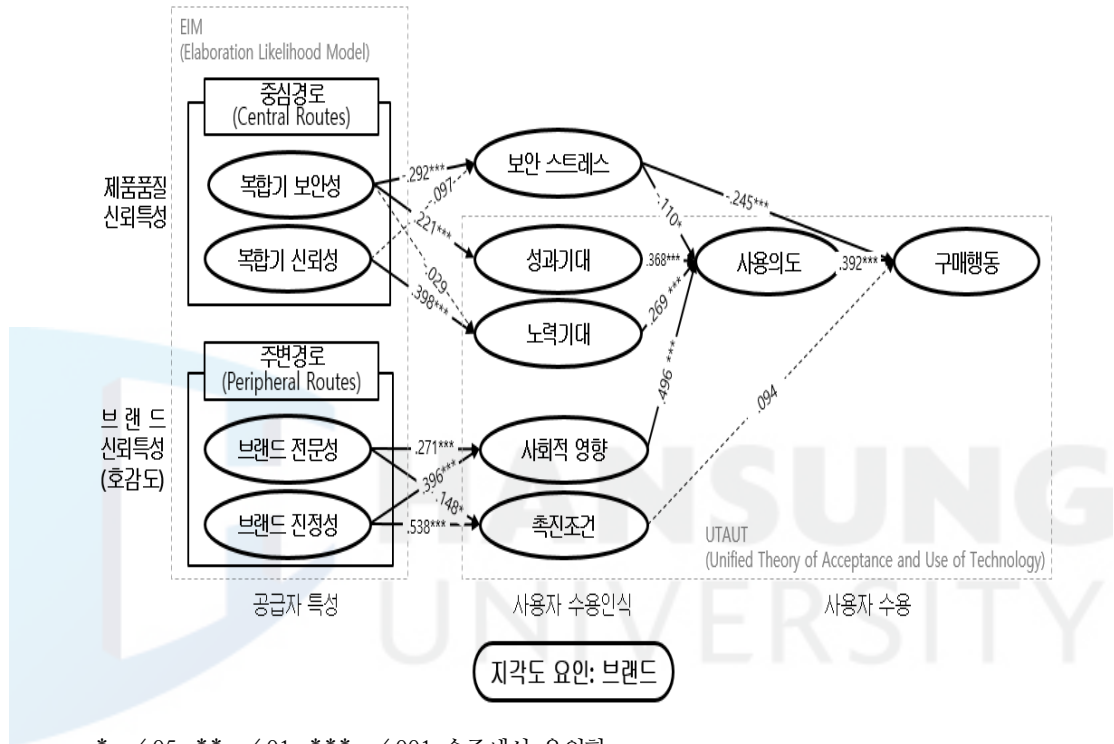 EIM
(Elaboration Likelihood Model)
중심경로
(Central Routes)
제품품질
신뢰특성
복합기 보안성
복합기 신뢰성
보안 스트레스
성과기대
노력기대
사용의도
구매행동
-.292***
.097
.221***
.029
.398***
-.110*
-.245***
.368***
.269 ***
.392***
.496 ***
.094
주변경로
(Peripheral Routes)
브 랜 드
신뢰특성
(호감도)
브랜드 전문성
브랜드 진정성
.271***
.396***
.148*
.538***
사회적 영향
촉진조건
UTAUT
(Unified Theory of Acceptance and Use of Technology)
공급자 특성
사용자 수용인식
사용자 수용
HANSUNG
UNIVERSITY
지각도 요인: 브랜드